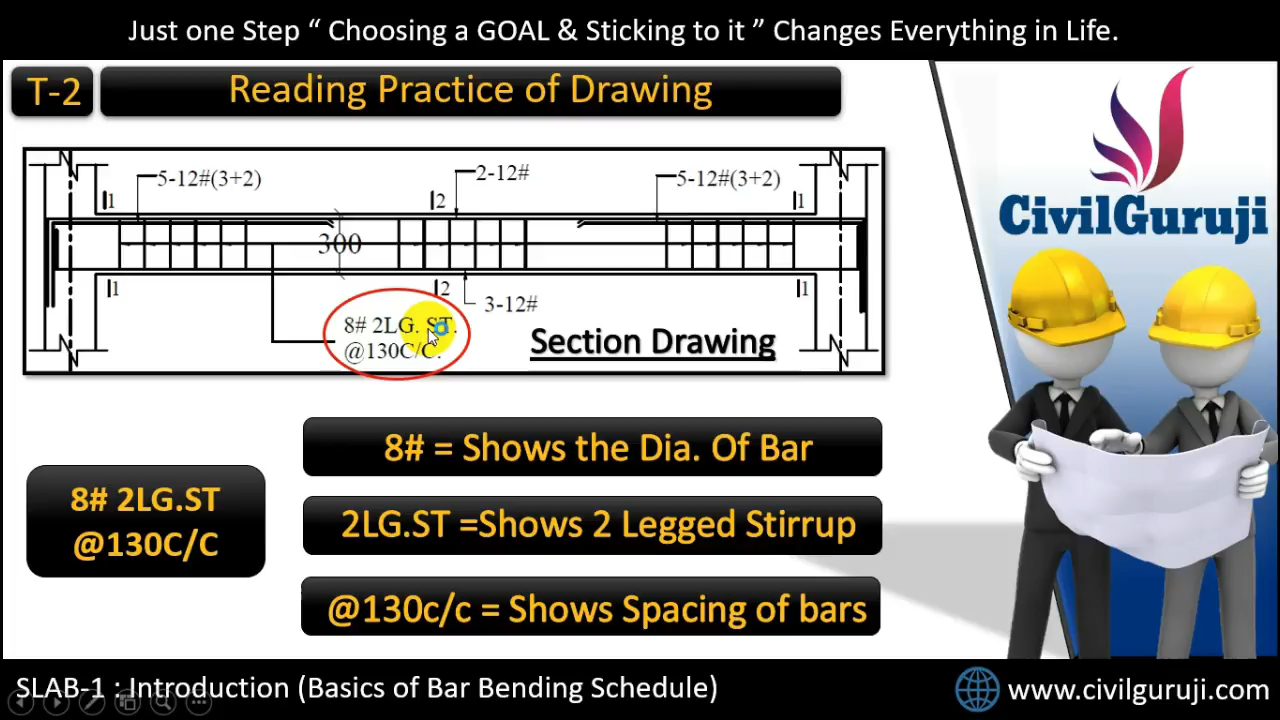 Just one Step “ Choosing a GOAL & Sticking to it ” Changes Everything in Life.
T-2
Reading Practice of Drawing
5-12#(3+2)
2-12#
5-12#(3+2)
1
2
1
300
1
2
1
3-12#
8# 2LG. ST.
@130C/C.
Section Drawing
CivilGuruji
8# = Shows the Dia. Of Bar
8# 2LG.ST
@130C/C
2LG.ST =Shows 2 Legged Stirrup
@130c/c = Shows Spacing of bars
SLAB-1 : Introduction (Basics of Bar Bending Schedule)
www.civilguruji.com